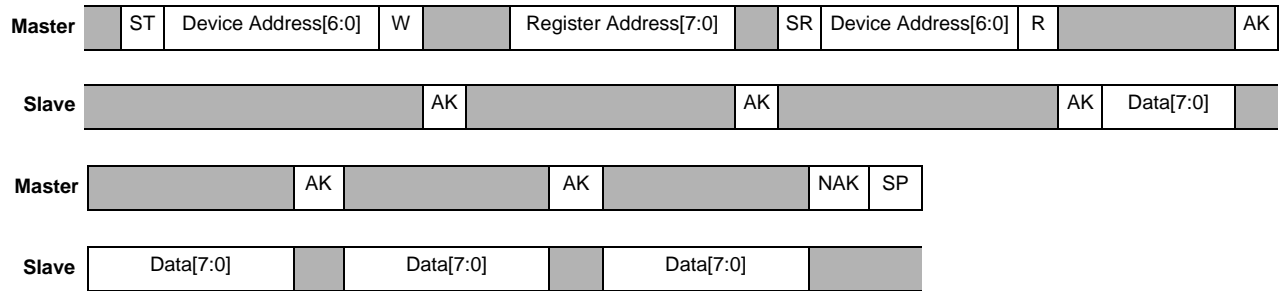 Master ST Device Address[6:0] W Register Address[7:0] SR Device Address[6:0] R AK
Slave AK AK AK Data[7:0]
Master AK AK NAK SP
Slave Data[7:0] Data[7:0] Data[7:0]